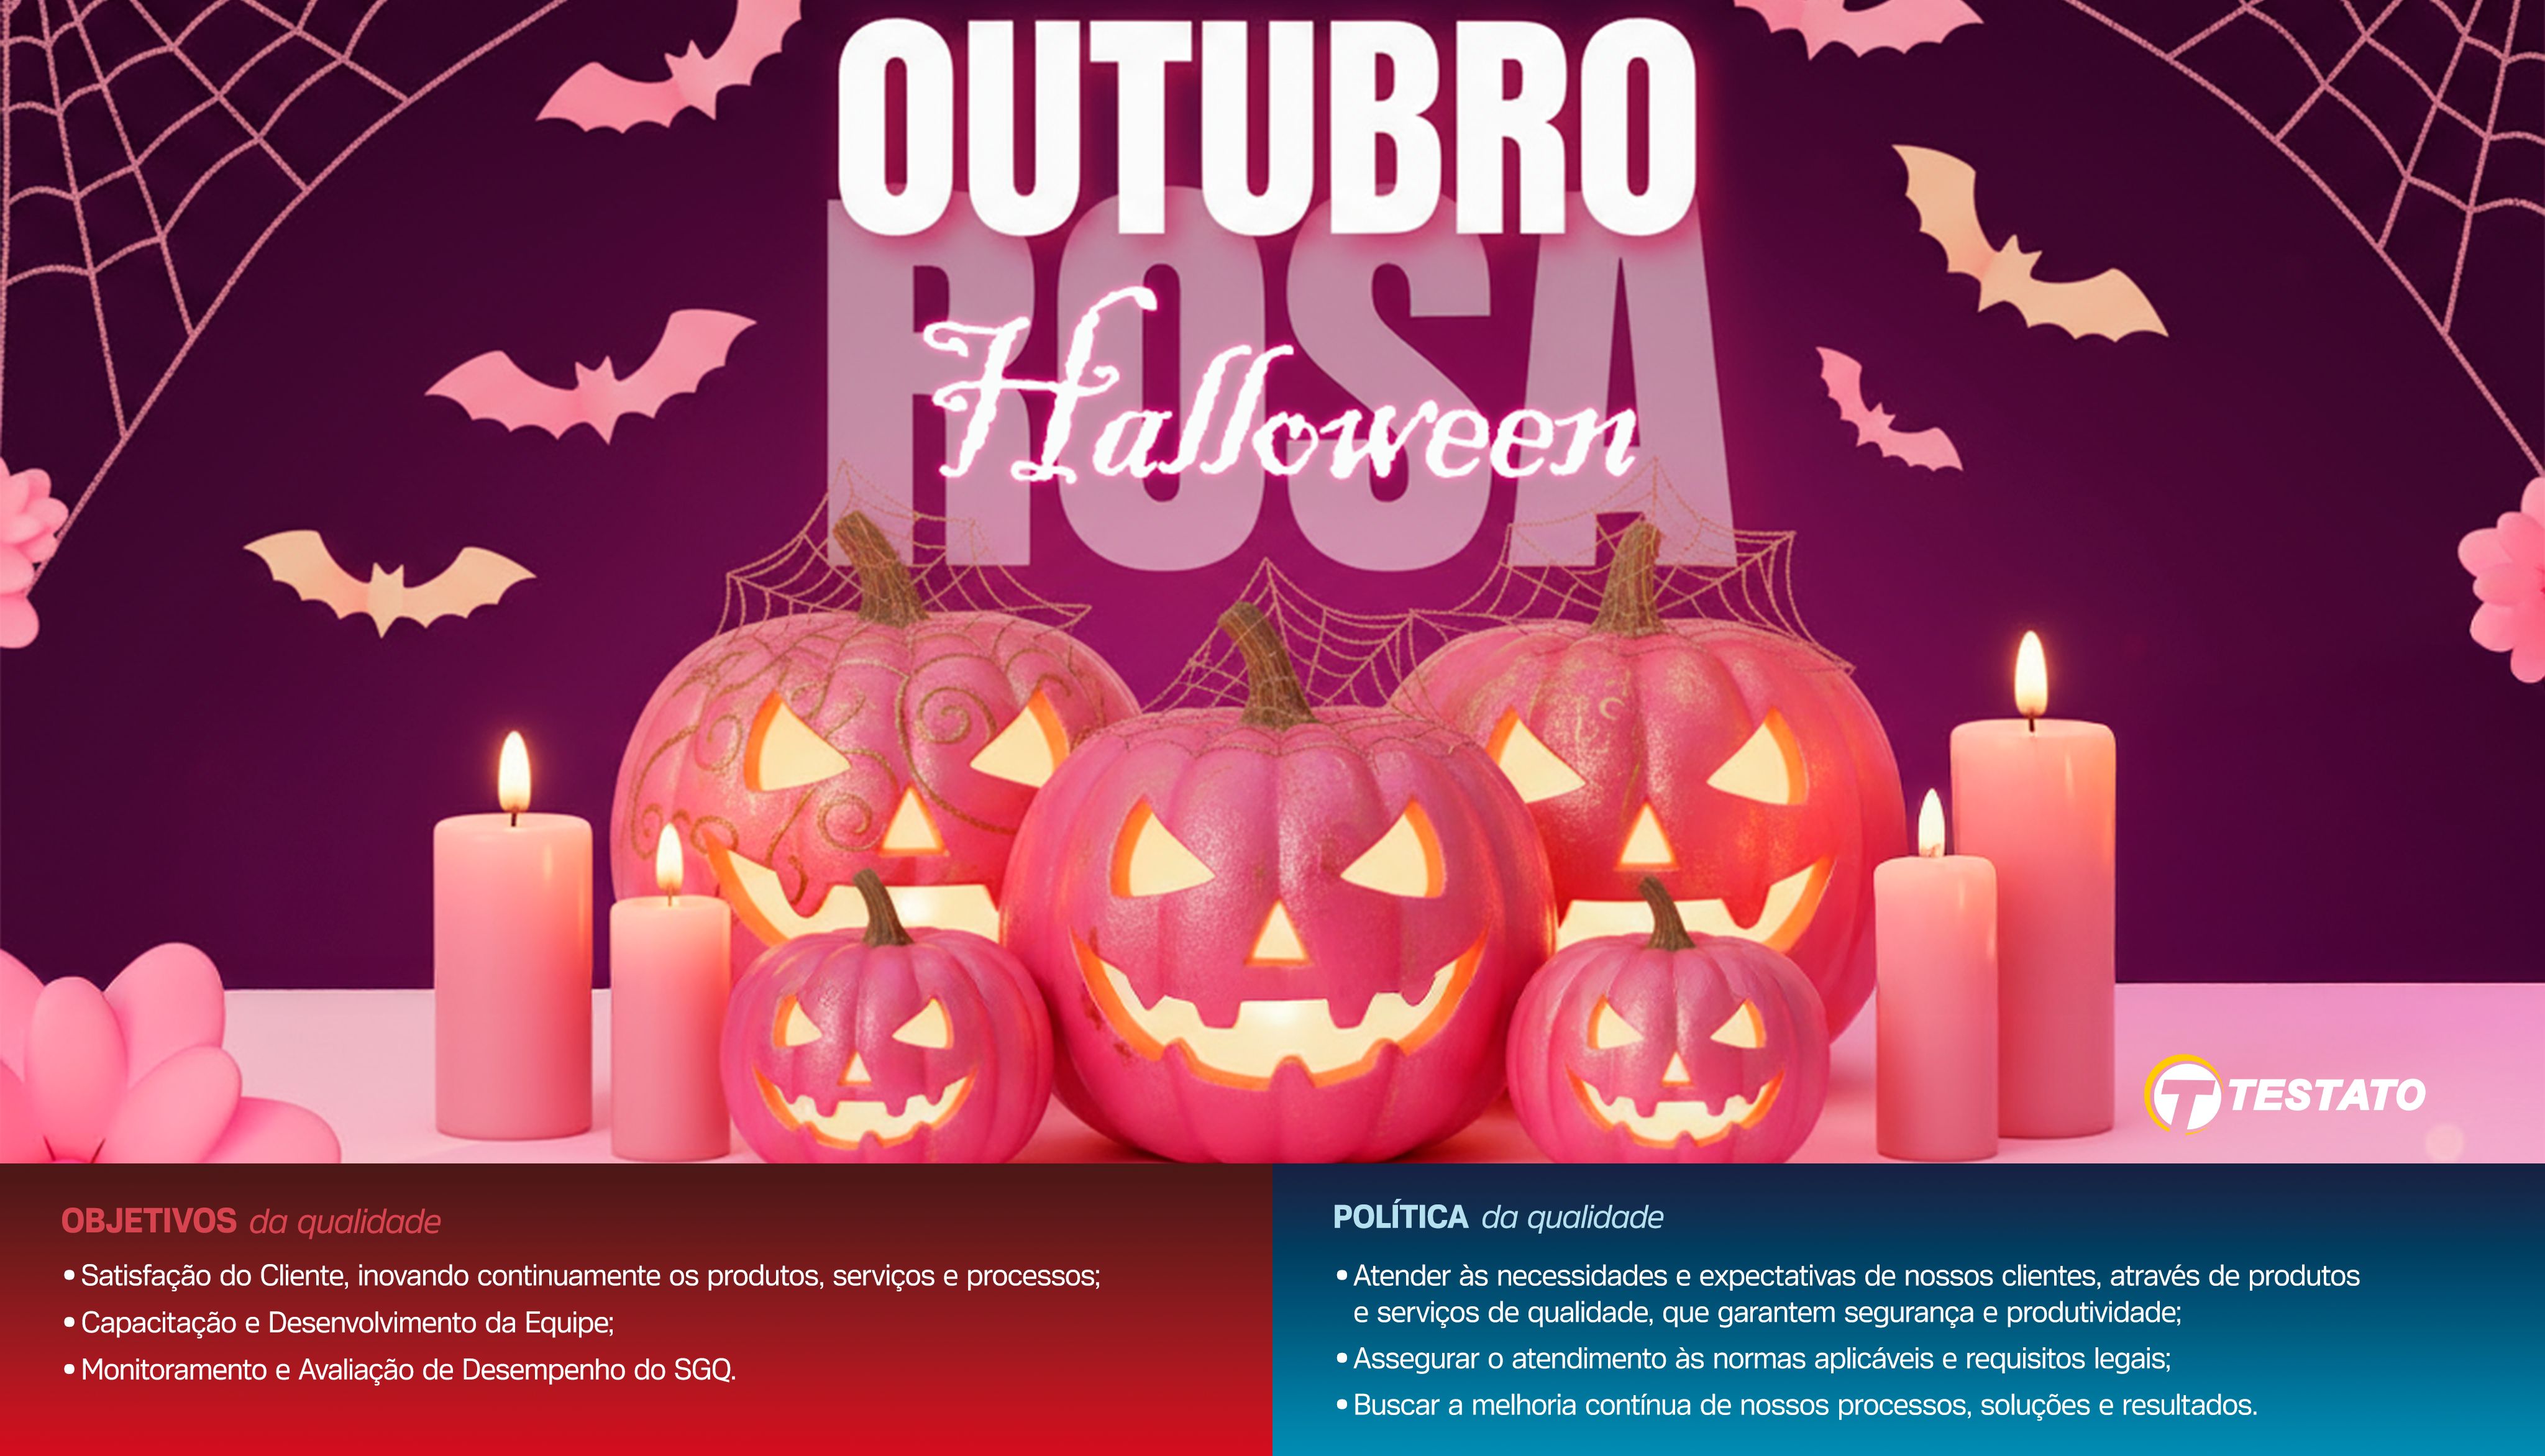 OUTUBRO
ROSA
Halloween
TESTATO
OBJETIVOS da qualidade
• Satisfação do Cliente, inovando continuamente os produtos, serviços e processos;
• Capacitação e Desenvolvimento da Equipe;
• Monitoramento e Avaliação de Desempenho do SGQ.
POLÍTICA da qualidade
• Atender às necessidades e expectativas de nossos clientes, através de produtos
e serviços de qualidade, que garantem segurança e produtividade;
• Assegurar o atendimento às normas aplicáveis e requisitos legais;
• Buscar a melhoria contínua de nossos processos, soluções e resultados.